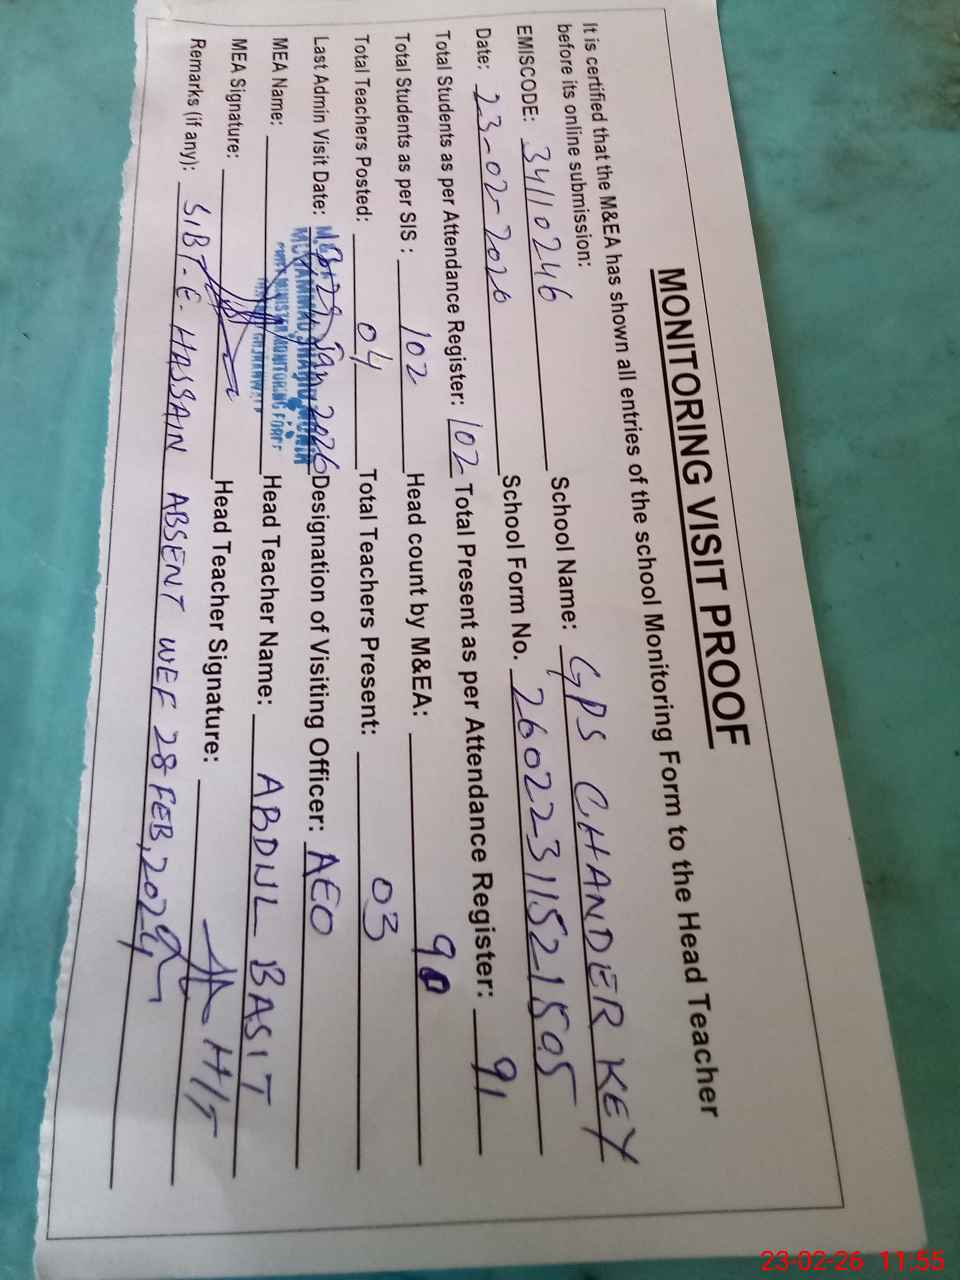 MONITORING VISIT PROOF
It is certified that the M&EA has shown all entries of the school Monitoring Form to the Head Teacher
before its online submission:
EMISCODE: 34110246 School Name: GPS CHANDER KEY
Date: 23-02-2026 School Form No. 26022311521505
Total Students as per Attendance Register: 102 Total Present as per Attendance Register: 91
Total Students as per SIS: 102 Head count by M&EA: 90
Total Teachers Posted: 04 Total Teachers Present: 03
Last Admin Visit Date: 29, Jan 2026 Designation of Visiting Officer: AEO
MEA Name: Head Teacher Name: ABDUL BASIT
MEA Signature: Head Teacher Signature: H/T
Remarks (if any): SIBT-E-HASSAIN ABSENT WEF 28 FEB, 2024
MONITORING FORCE
23-02-26 11:55